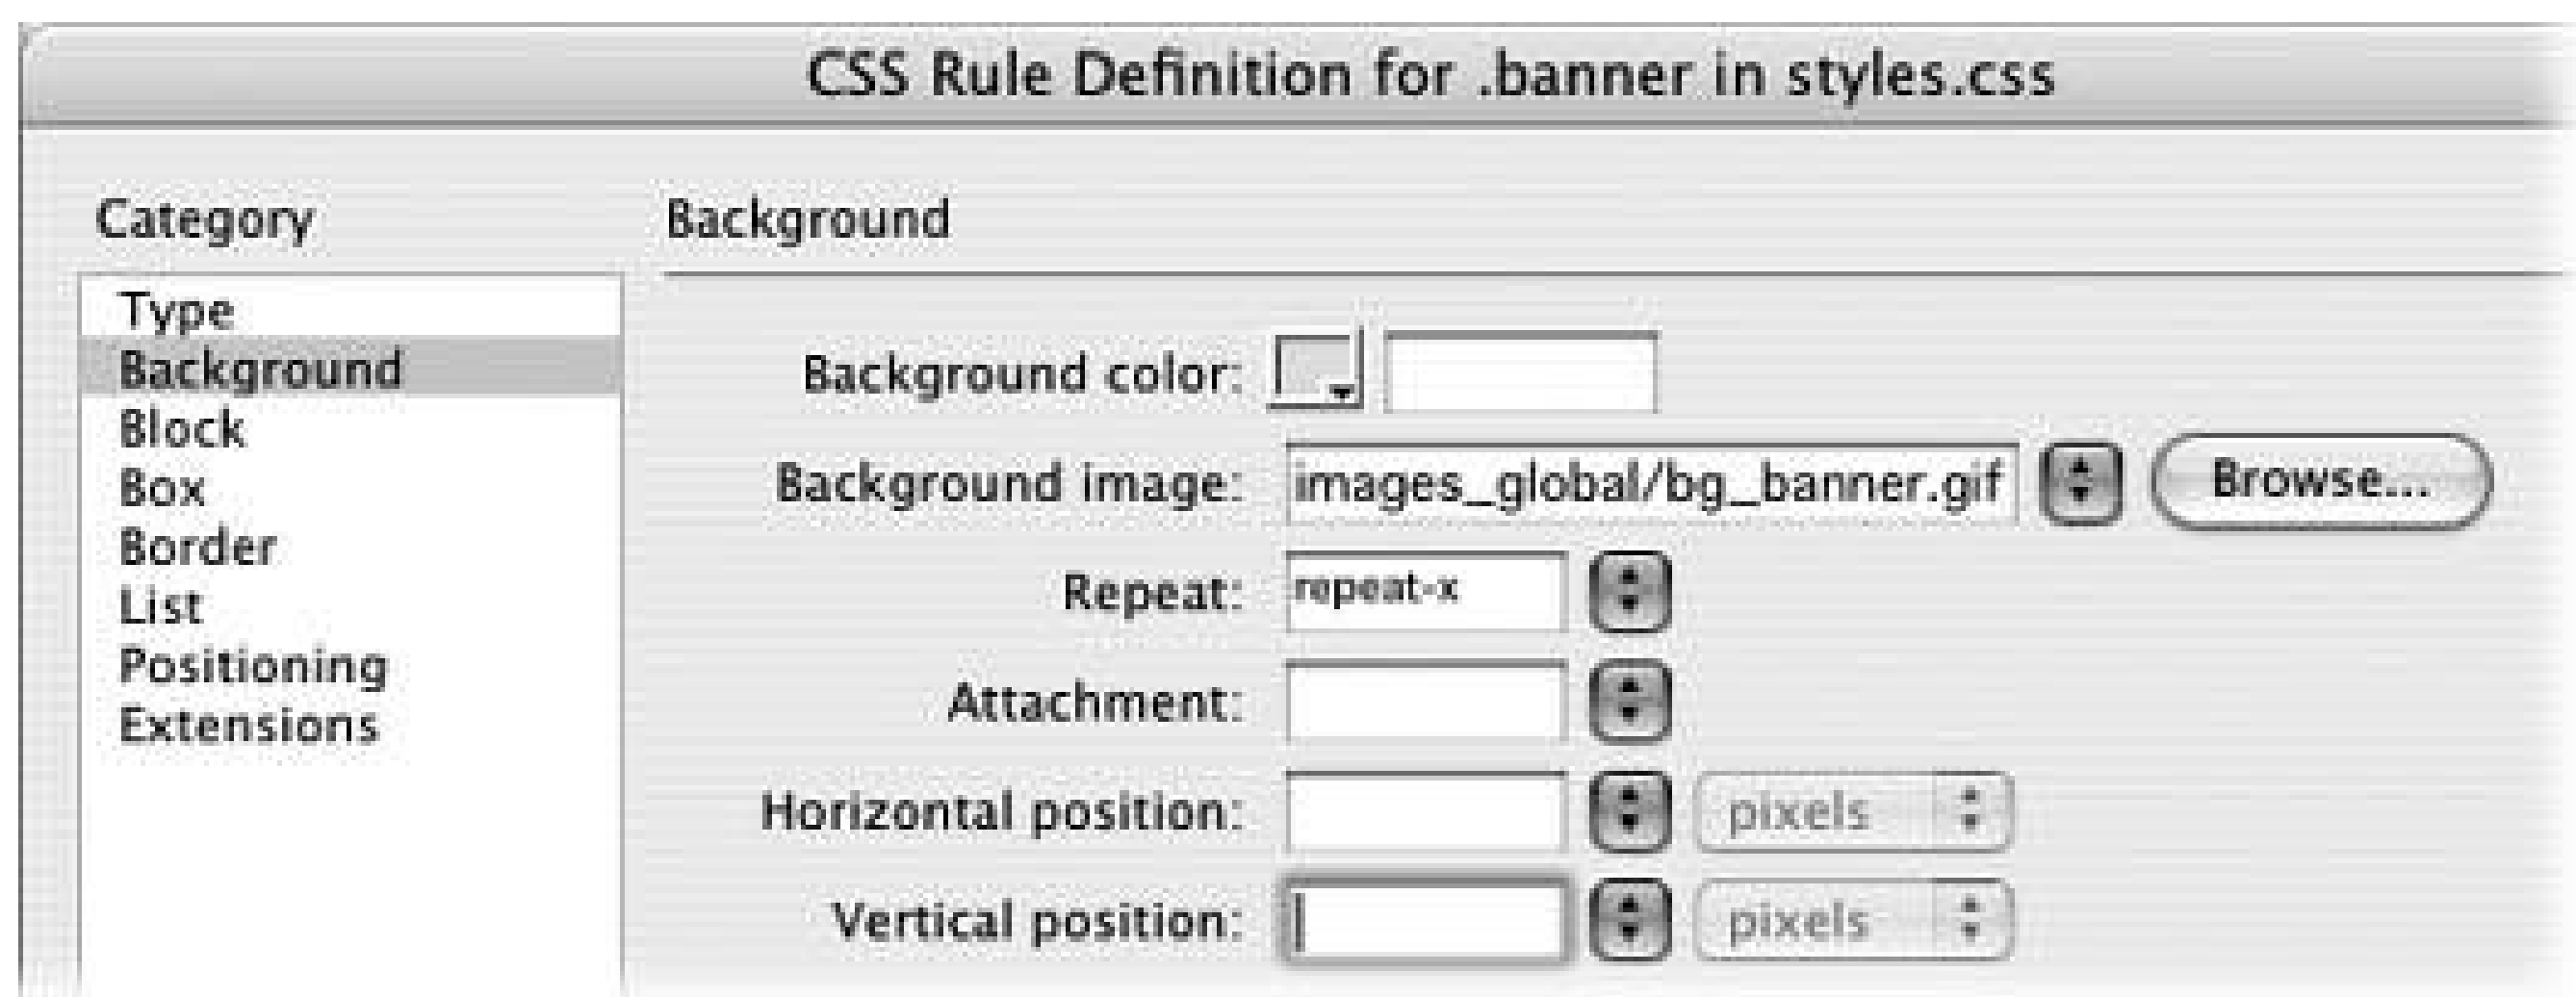 CSS Rule Definition for .banner in styles.css
Category
Background
Type
Background
Block
Box
Border
List
Positioning
Extensions
Background color:
Background image: images_global/bg_banner.gif Browse...
Repeat: repeat-x
Attachment:
Horizontal position: pixels
Vertical position: pixels